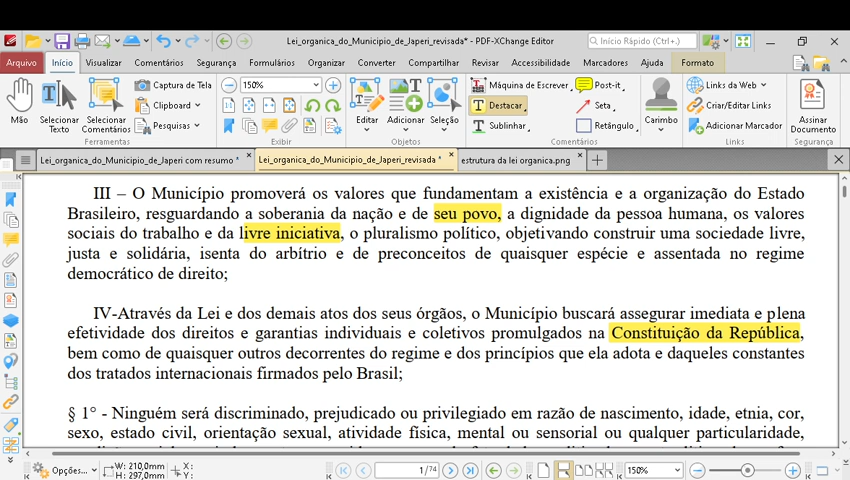 Lei_organica_do_Municipio_de_Japeri_revisada* - PDF-XChange Editor
Início Rápido (Ctrl+.)
Arquivo Início Visualizar Comentários Segurança Formulários Organizar Converter Compartilhar Revisar Acessibilidade Marcadores Ajuda Formato
Mão
Selecionar Texto
Selecionar Comentários
Captura de Tela
Clipboard
Pesquisas
Ferramentas
150%
Exibir
Editar
Adicionar
Seleção
Objetos
Máquina de Escrever
Destacar
Sublinhar
Post-it
Seta
Retângulo
Carimbo
Comentários
Links da Web
Criar/Editar Links
Adicionar Marcador
Links
Assinar Documento
Segurança
Lei_organica_do_Municipio_de_Japeri com resumo * Lei_organica_do_Municipio_de_Japeri_revisada * estrutura da lei organica.png
III – O Município promoverá os valores que fundamentam a existência e a organização do Estado
Brasileiro, resguardando a soberania da nação e de seu povo, a dignidade da pessoa humana, os valores
sociais do trabalho e da livre iniciativa, o pluralismo político, objetivando construir uma sociedade livre,
justa e solidária, isenta do arbítrio e de preconceitos de quaisquer espécie e assentada no regime
democrático de direito;
IV-Através da Lei e dos demais atos dos seus órgãos, o Município buscará assegurar imediata e plena
efetividade dos direitos e garantias individuais e coletivos promulgados na Constituição da República,
bem como de quaisquer outros decorrentes do regime e dos princípios que ela adota e daqueles constantes
dos tratados internacionais firmados pelo Brasil;
§ 1° - Ninguém será discriminado, prejudicado ou privilegiado em razão de nascimento, idade, etnia, cor,
sexo, estado civil, orientação sexual, atividade física, mental ou sensorial ou qualquer particularidade,
Opções...
W: 210,0mm
H: 297,0mm
X:
Y:
1 /74
150%